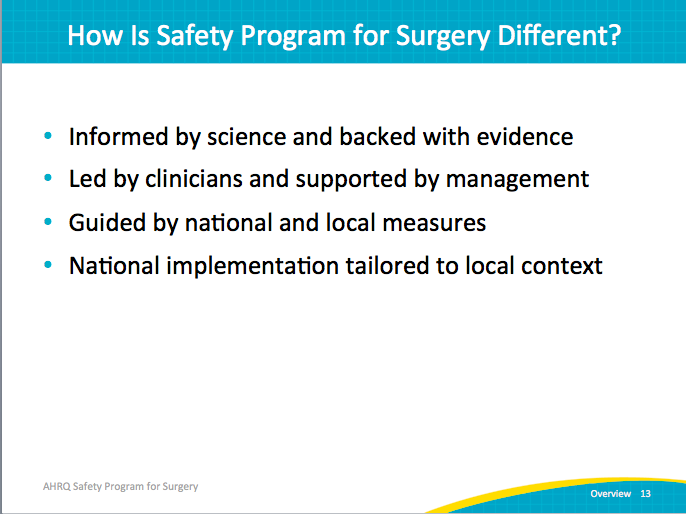 How Is Safety Program for Surgery Different?
• Informed by science and backed with evidence
• Led by clinicians and supported by management
• Guided by national and local measures
• National implementation tailored to local context
AHRQ Safety Program for Surgery
Overview 13